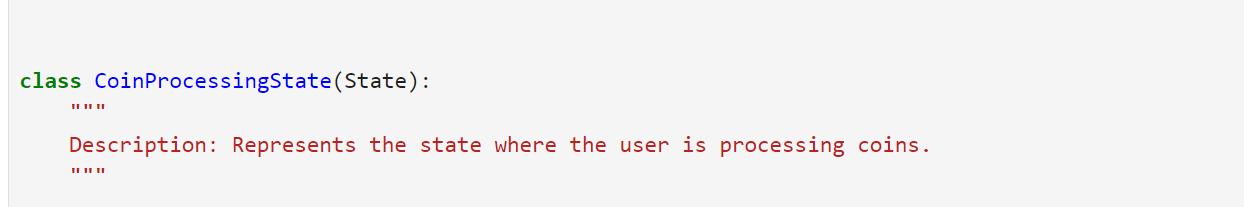 class CoinProcessingState(State):
    """
    Description: Represents the state where the user is processing coins.
    """